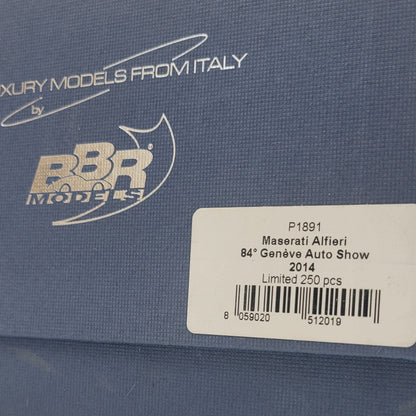 XURY MODELS FROM ITALY
by
BBR®
MODELS
P1891
Maserati Alfieri
84° Genève Auto Show
2014
Limited 250 pcs
8 059020 512019